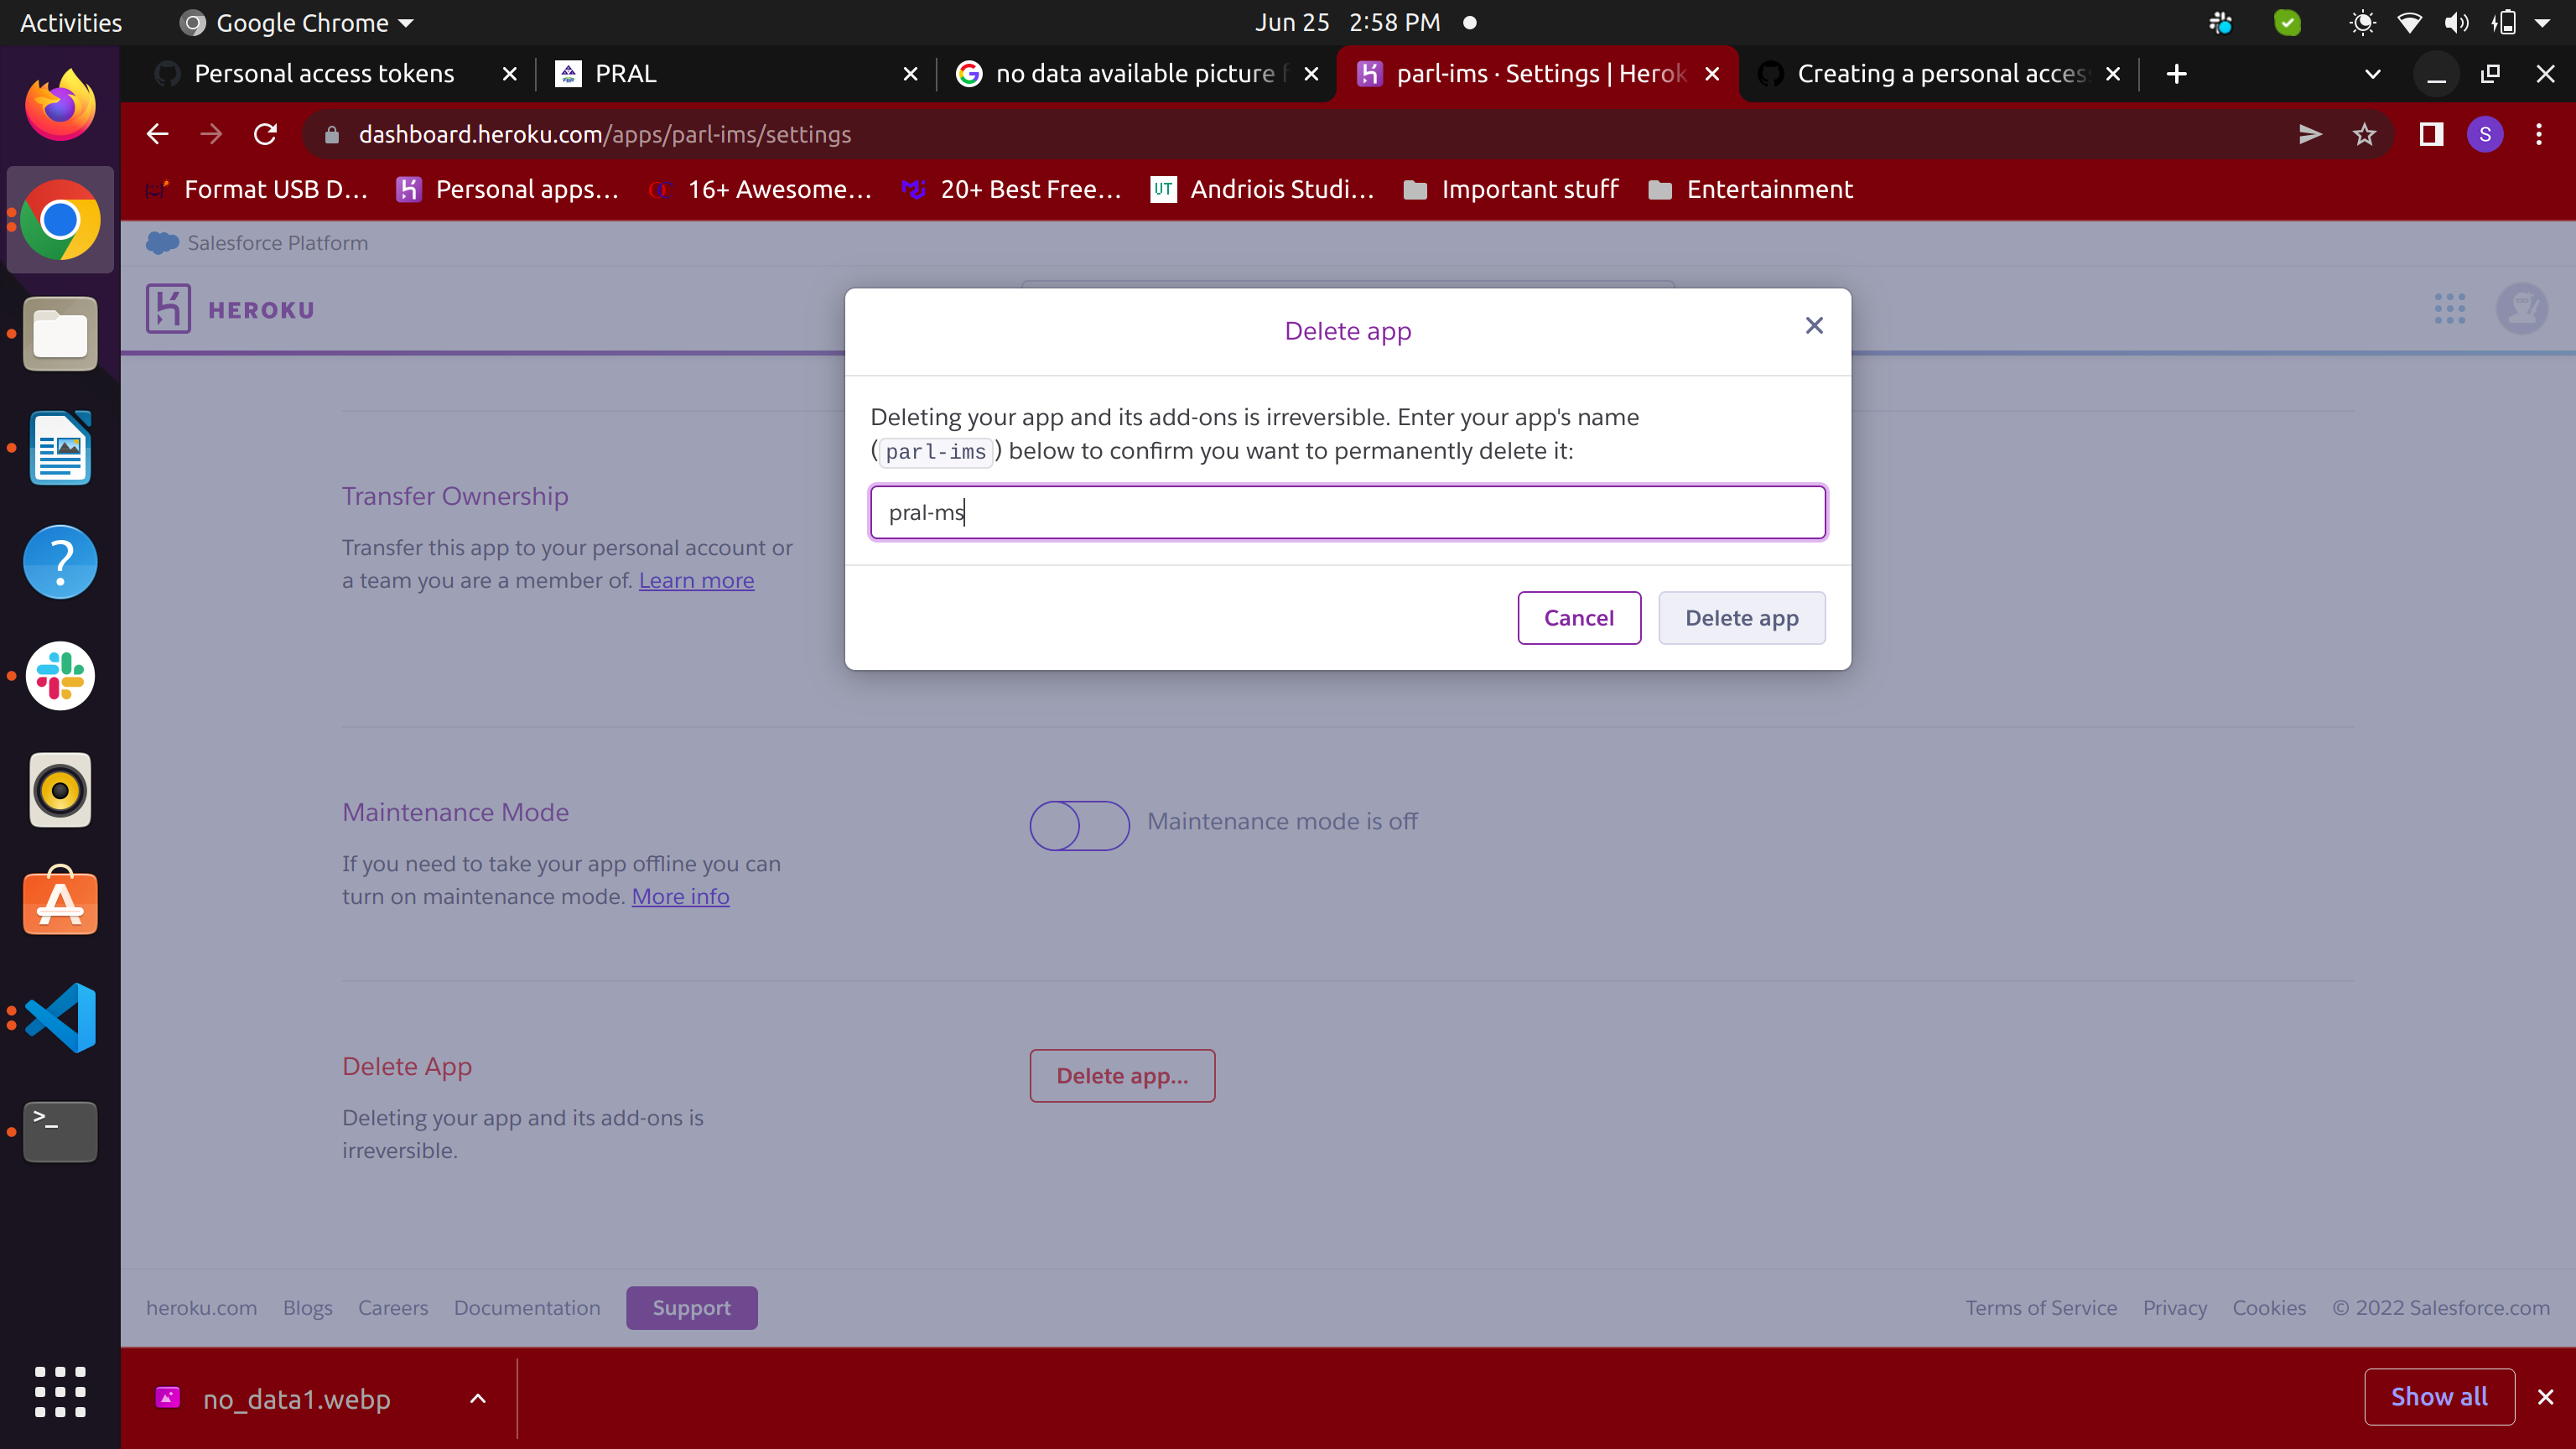 Activities
Google Chrome
Jun 25 2:58 PM
Personal access tokens
PRAL
no data available picture f
parl-ims · Settings | Herok
Creating a personal acces
dashboard.heroku.com/apps/parl-ims/settings
S
Format USB D...
Personal apps...
16+ Awesome...
20+ Best Free...
UT
Andriois Studi...
Important stuff
Entertainment
Salesforce Platform
HEROKU
Delete app
Deleting your app and its add-ons is irreversible. Enter your app's name
(parl-ims) below to confirm you want to permanently delete it:
pral-ms
Cancel
Delete app
Transfer Ownership
Transfer this app to your personal account or
a team you are a member of. Learn more
Maintenance Mode
If you need to take your app offline you can
turn on maintenance mode. More info
Maintenance mode is off
Delete App
Deleting your app and its add-ons is
irreversible.
Delete app...
heroku.com
Blogs
Careers
Documentation
Support
Terms of Service
Privacy
Cookies
© 2022 Salesforce.com
no_data1.webp
Show all